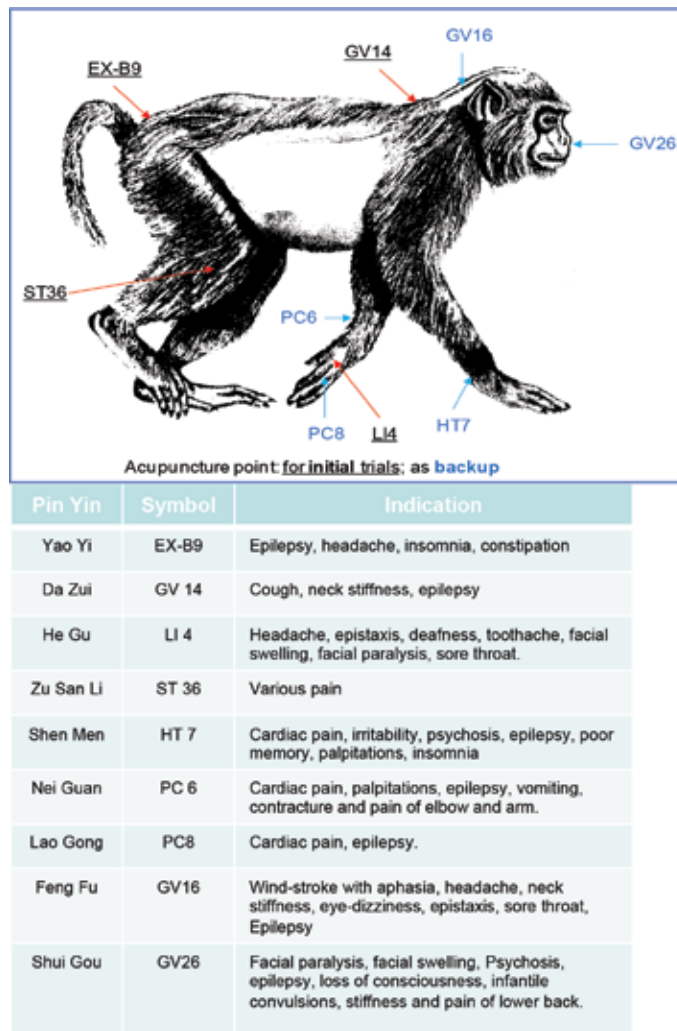 GV16
GV14
EX-B9
GV26
ST36
PC6
PC8
LI4
HT7
Acupuncture point: for initial trials; as backup
Pin Yin Symbol Indication
Yao Yi EX-B9 Epilepsy, headache, insomnia, constipation
Da Zui GV 14 Cough, neck stiffness, epilepsy
He Gu LI 4 Headache, epistaxis, deafness, toothache, facial
swelling, facial paralysis, sore throat.
Zu San Li ST 36 Various pain
Shen Men HT 7 Cardiac pain, irritability, psychosis, epilepsy, poor
memory, palpitations, insomnia
Nei Guan PC 6 Cardiac pain, palpitations, epilepsy, vomiting,
contracture and pain of elbow and arm.
Lao Gong PC8 Cardiac pain, epilepsy.
Feng Fu GV16 Wind-stroke with aphasia, headache, neck
stiffness, eye-dizziness, epistaxis, sore throat,
Epilepsy
Shui Gou GV26 Facial paralysis, facial swelling, Psychosis,
epilepsy, loss of consciousness, infantile
convulsions, stiffness and pain of lower back.